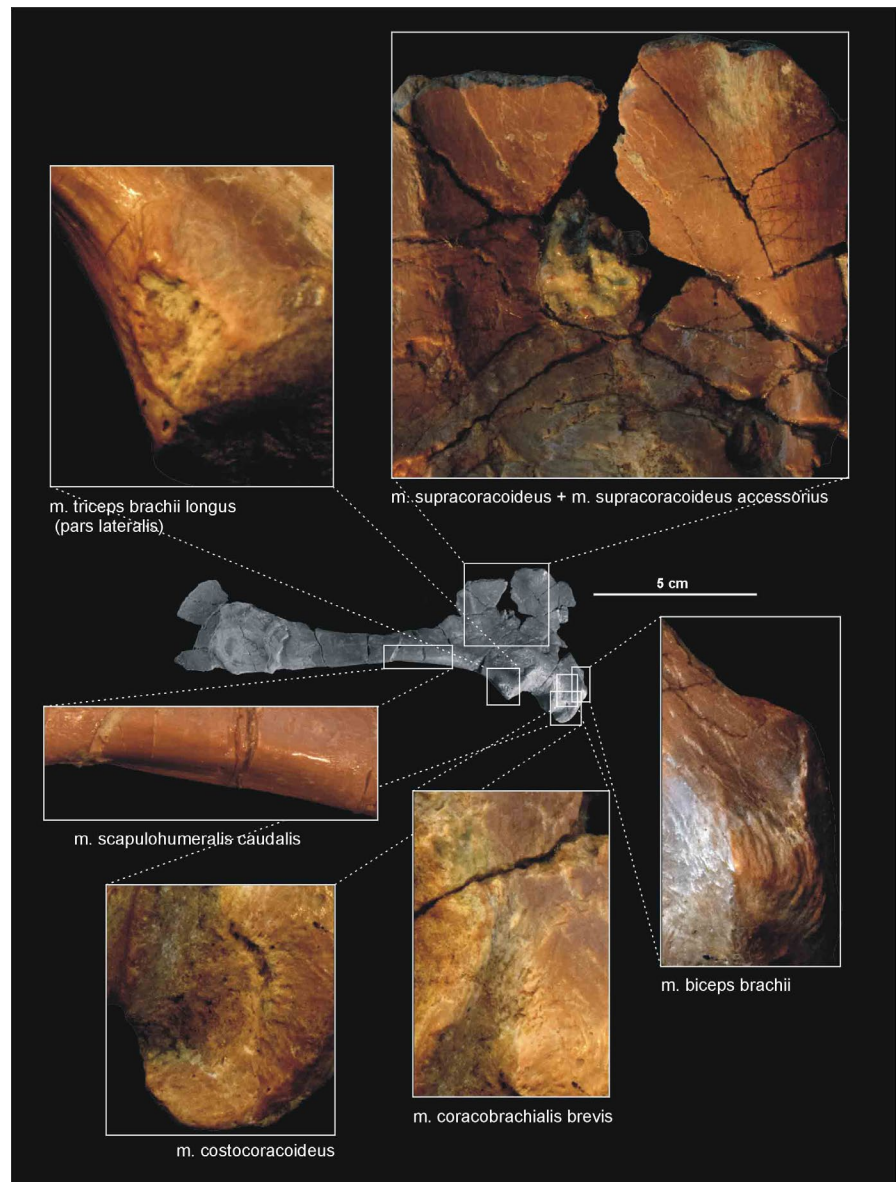 m. triceps brachii longus
(pars lateralis)
m. supracoracoideus + m. supracoracoideus accessorius
5 cm
m. scapulohumeralis caudalis
m. biceps brachii
m. coracobrachialis brevis
m. costocoracoideus